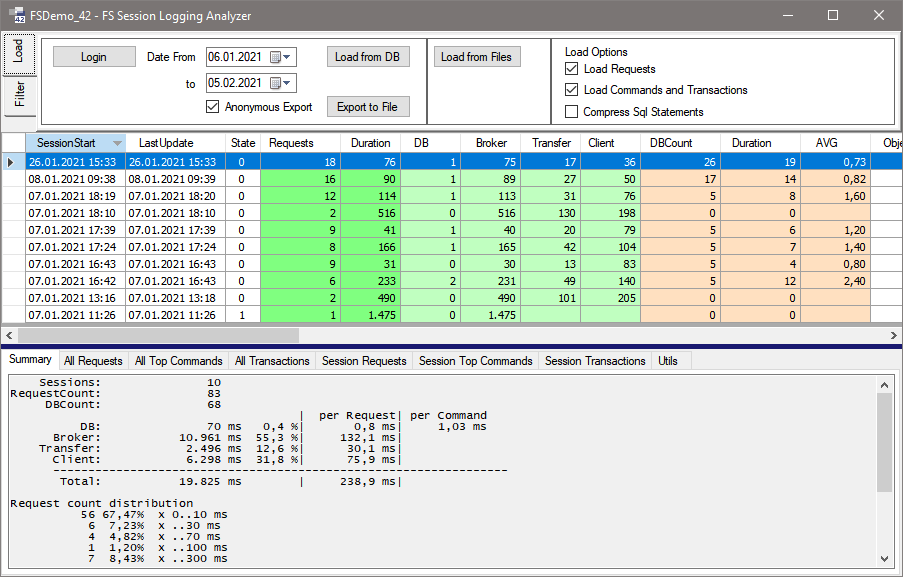 42 FSDemo_42 - FS Session Logging Analyzer
Load
Filter
Login
Date From 06.01.2021
to 05.02.2021
Anonymous Export
Load from DB
Export to File
Load from Files
Load Options
Load Requests
Load Commands and Transactions
Compress Sql Statements
SessionStart LastUpdate State Requests Duration DB Broker Transfer Client DBCount Duration AVG Obje
26.01.2021 15:33 26.01.2021 15:33 0 18 76 1 75 17 36 26 19 0,73
08.01.2021 09:38 08.01.2021 09:39 0 16 90 1 89 27 50 17 14 0,82
07.01.2021 18:19 07.01.2021 18:20 0 12 114 1 113 31 76 5 8 1,60
07.01.2021 18:10 07.01.2021 18:10 0 2 516 0 516 130 198 0 0
07.01.2021 17:39 07.01.2021 17:39 0 9 41 1 40 20 79 5 6 1,20
07.01.2021 17:24 07.01.2021 17:24 0 8 166 1 165 42 104 5 7 1,40
07.01.2021 16:43 07.01.2021 16:43 0 9 31 0 30 13 83 5 4 0,80
07.01.2021 16:42 07.01.2021 16:43 0 6 233 2 231 49 140 5 12 2,40
07.01.2021 13:16 07.01.2021 13:18 0 2 490 0 490 101 205 0 0
07.01.2021 11:26 07.01.2021 11:26 1 1 1.475 0 1.475 0 0
Summary All Requests All Top Commands All Transactions Session Requests Session Top Commands Session Transactions Utils
Sessions: 10
RequestCount: 83
DBCount: 68
| per Request| per Command
DB: 70 ms 0,4 %| 0,8 ms| 1,03 ms
Broker: 10.961 ms 55,3 %| 132,1 ms|
Transfer: 2.496 ms 12,6 %| 30,1 ms|
Client: 6.298 ms 31,8 %| 75,9 ms|
------------------------------------------------------------------
Total: 19.825 ms | 238,9 ms|
Request count distribution
56 67,47% x 0..10 ms
6 7,23% x ..30 ms
4 4,82% x ..70 ms
1 1,20% x ..100 ms
7 8,43% x ..300 ms